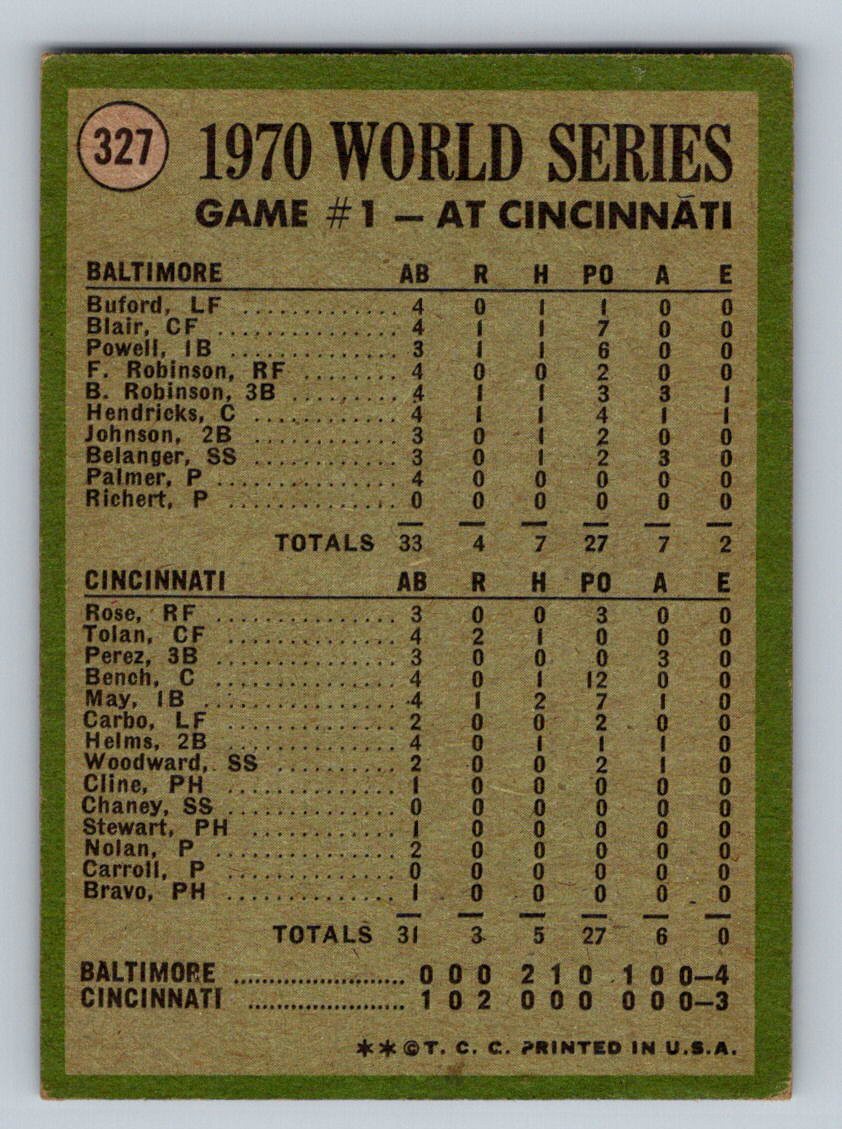 327
1970 WORLD SERIES
GAME #1 — AT CINCINNATI
BALTIMORE AB R H PO A E
Buford, LF ............ 4 0 1 1 0 0
Blair, CF .............. 4 1 1 7 0 0
Powell, 1B ............. 3 1 1 6 0 0
F. Robinson, RF ........ 4 0 0 2 0 0
B. Robinson, 3B ......... 4 1 1 3 3 1
Hendricks, C ............ 4 1 1 4 1 1
Johnson, 2B ............ 3 0 1 2 0 0
Belanger, SS ............ 3 0 1 2 3 0
Palmer, P ............... 4 0 0 0 0 0
Richert, P .............. 0 0 0 0 0 0
TOTALS 33 4 7 27 7 2
CINCINNATI AB R H PO A E
Rose, RF ............... 3 0 0 3 0 0
Tolan, CF .............. 4 2 1 0 0 0
Perez, 3B ............... 3 0 0 0 3 0
Bench, C ............... 4 0 1 12 0 0
May, 1B ................ 4 1 2 7 1 0
Carbo, LF .............. 2 0 0 2 0 0
Helms, 2B .............. 4 0 1 1 1 0
Woodward, SS .......... 2 0 0 2 1 0
Cline, PH .............. 1 0 0 0 0 0
Chaney, SS .............. 0 0 0 0 0 0
Stewart, PH ............ 1 0 0 0 0 0
Nolan, P ............... 2 0 0 0 0 0
Carroll, P .............. 0 0 0 0 0 0
Bravo, PH .............. 1 0 0 0 0 0
TOTALS 31 3 5 27 6 0
BALTIMORE ........................ 0 0 0 2 1 0 1 0 0—4
CINCINNATI ...................... 1 0 2 0 0 0 0 0 0—3
**©T. C. C. PRINTED IN U.S.A.